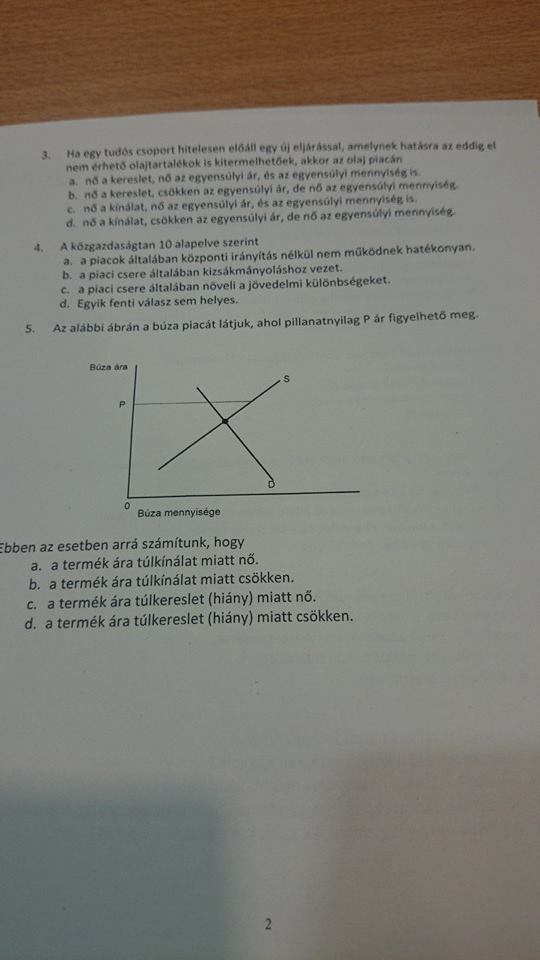 3. Ha egy tudós csoport hitelesen előáll egy új eljárással, amelynek hatásra az eddig el
nem érhető olajtartalékok is kitermelhetőek, akkor az olaj piacán
a. nő a kereslet, nő az egyensúlyi ár, és az egyensúlyi mennyiség is.
b. nő a kereslet, csökken az egyensúlyi ár, de nő az egyensúlyi mennyiség.
c. nő a kínálat, nő az egyensúlyi ár, és az egyensúlyi mennyiség is.
d. nő a kínálat, csökken az egyensúlyi ár, de nő az egyensúlyi mennyiség.
4. A közgazdaságtan 10 alapelve szerint
a. a piacok általában központi irányítás nélkül nem működnek hatékonyan.
b. a piaci csere általában kizsákmányoláshoz vezet.
c. a piaci csere általában növeli a jövedelmi különbségeket.
d. Egyik fenti válasz sem helyes.
5. Az alábbi ábrán a búza piacát látjuk, ahol pillanatnyilag P ár figyelhető meg.
Búza ára
S
P
D
0
Búza mennyisége
Ebben az esetben arrá számítunk, hogy
a. a termék ára túlkínálat miatt nő.
b. a termék ára túlkínálat miatt csökken.
c. a termék ára túlkereslet (hiány) miatt nő.
d. a termék ára túlkereslet (hiány) miatt csökken.
2